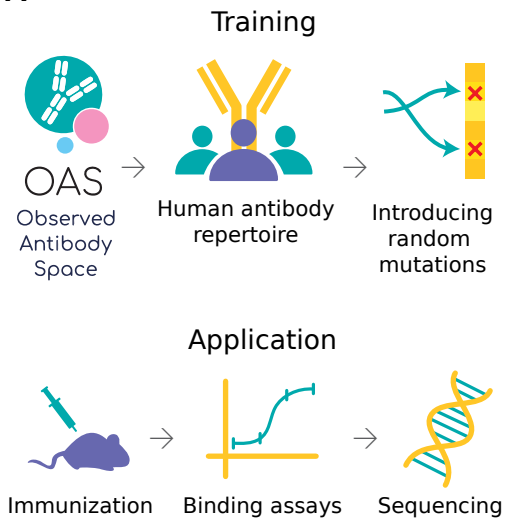 Training
OAS
Observed
Antibody
Space
Human antibody
repertoire
Introducing
random
mutations
Application
Immunization
Binding assays
Sequencing